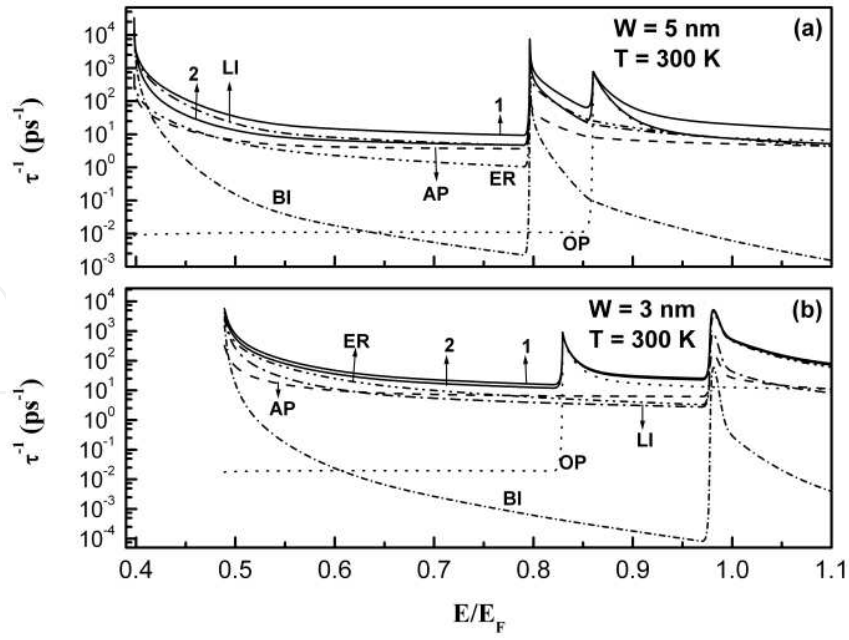 W = 5 nm (a)
T = 300 K
10⁴
10³
10²
10¹
10⁰
10⁻¹
10⁻²
10⁻³
τ⁻¹ (ps⁻¹)
2
LI
1
AP
ER
BI
OP
W = 3 nm (b)
T = 300 K
10⁴
10³
10²
10¹
10⁰
10⁻¹
10⁻²
10⁻³
10⁻⁴
τ⁻¹ (ps⁻¹)
ER
2
1
AP
LI
OP
BI
0.4 0.5 0.6 0.7 0.8 0.9 1.0 1.1
E/E_F